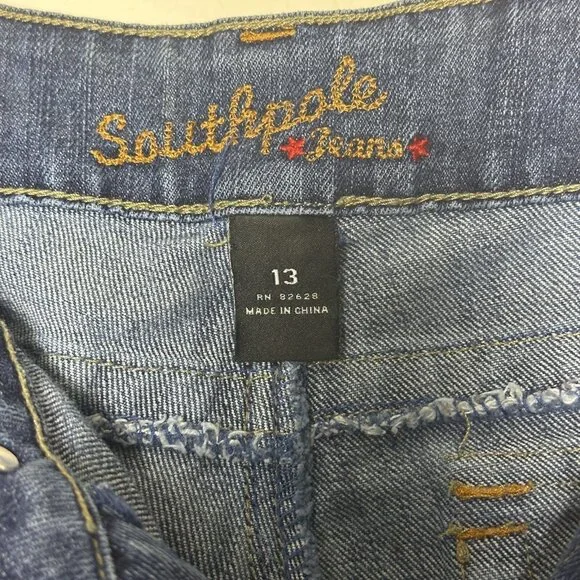 Southpole
Jeans
13
RN 82628
MADE IN CHINA